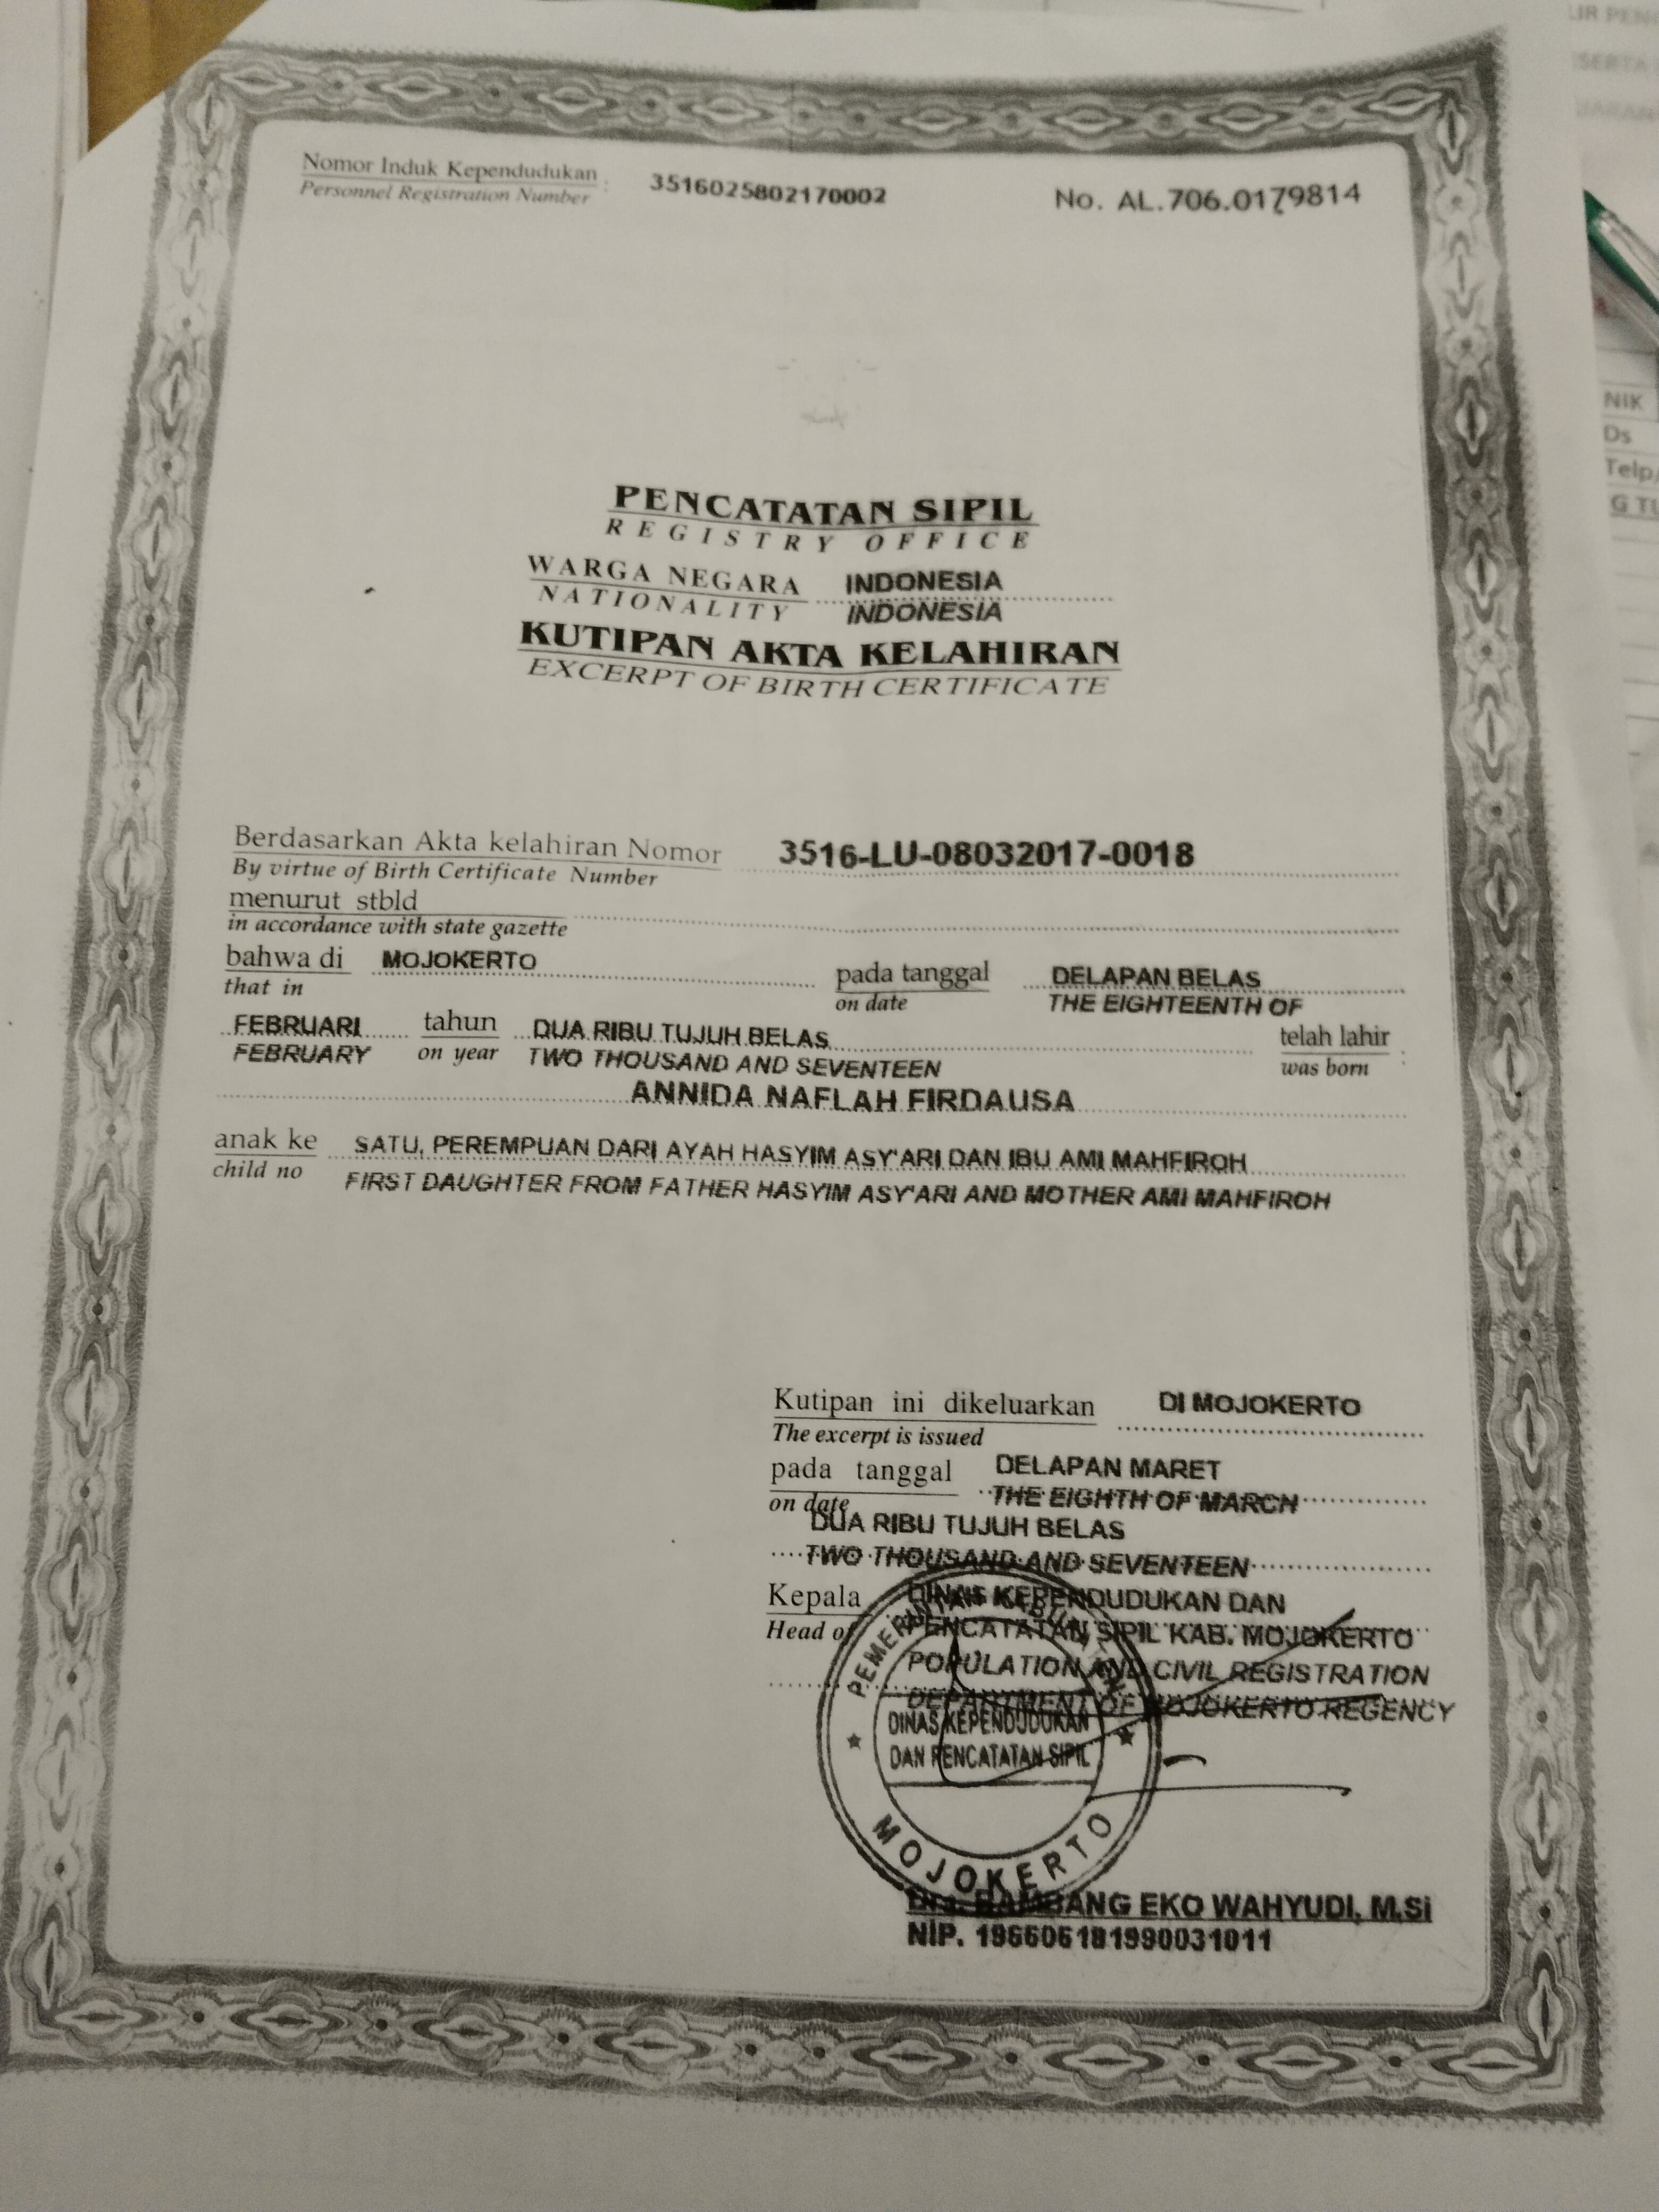 Nomor Induk Kependudukan : 3516025802170002 No. AL.706.0179814
Personnel Registration Number
PENCATATAN SIPIL
REGISTRY OFFICE
WARGA NEGARA INDONESIA
NATIONALITY INDONESIA
KUTIPAN AKTA KELAHIRAN
EXCERPT OF BIRTH CERTIFICATE
Berdasarkan Akta kelahiran Nomor 3516-LU-08032017-0018
By virtue of Birth Certificate Number
menurut stbld
in accordance with state gazette
bahwa di MOJOKERTO pada tanggal DELAPAN BELAS
that in on date THE EIGHTEENTH OF
FEBRUARI tahun DUA RIBU TUJUH BELAS telah lahir :
FEBRUARY on year TWO THOUSAND AND SEVENTEEN was born
ANNIDA NAFLAH FIRDAUSA
anak ke SATU, PEREMPUAN DARI AYAH HASYIM ASY'ARI DAN IBU AMI MAHFIROH
child no FIRST DAUGHTER FROM FATHER HASYIM ASY'ARI AND MOTHER AMI MAHFIROH
Kutipan ini dikeluarkan DI MOJOKERTO
The excerpt is issued
pada tanggal DELAPAN MARET
on date THE EIGHTH OF MARCH
DUA RIBU TUJUH BELAS
TWO THOUSAND AND SEVENTEEN
Kepala DINAS KEPENDUDUKAN DAN
Head of PENCATATAN SIPIL KAB. MOJOKERTO
POPULATION AND CIVIL REGISTRATION
DEPARTMENT OF MOJOKERTO REGENCY
DINAS KEPENDUDUKAN
DAN PENCATATAN SIPIL
MOJOKERTO
BAMBANG EKO WAHYUDI, M.Si
NIP. 196606181990031011
NIK
Ds
Telp